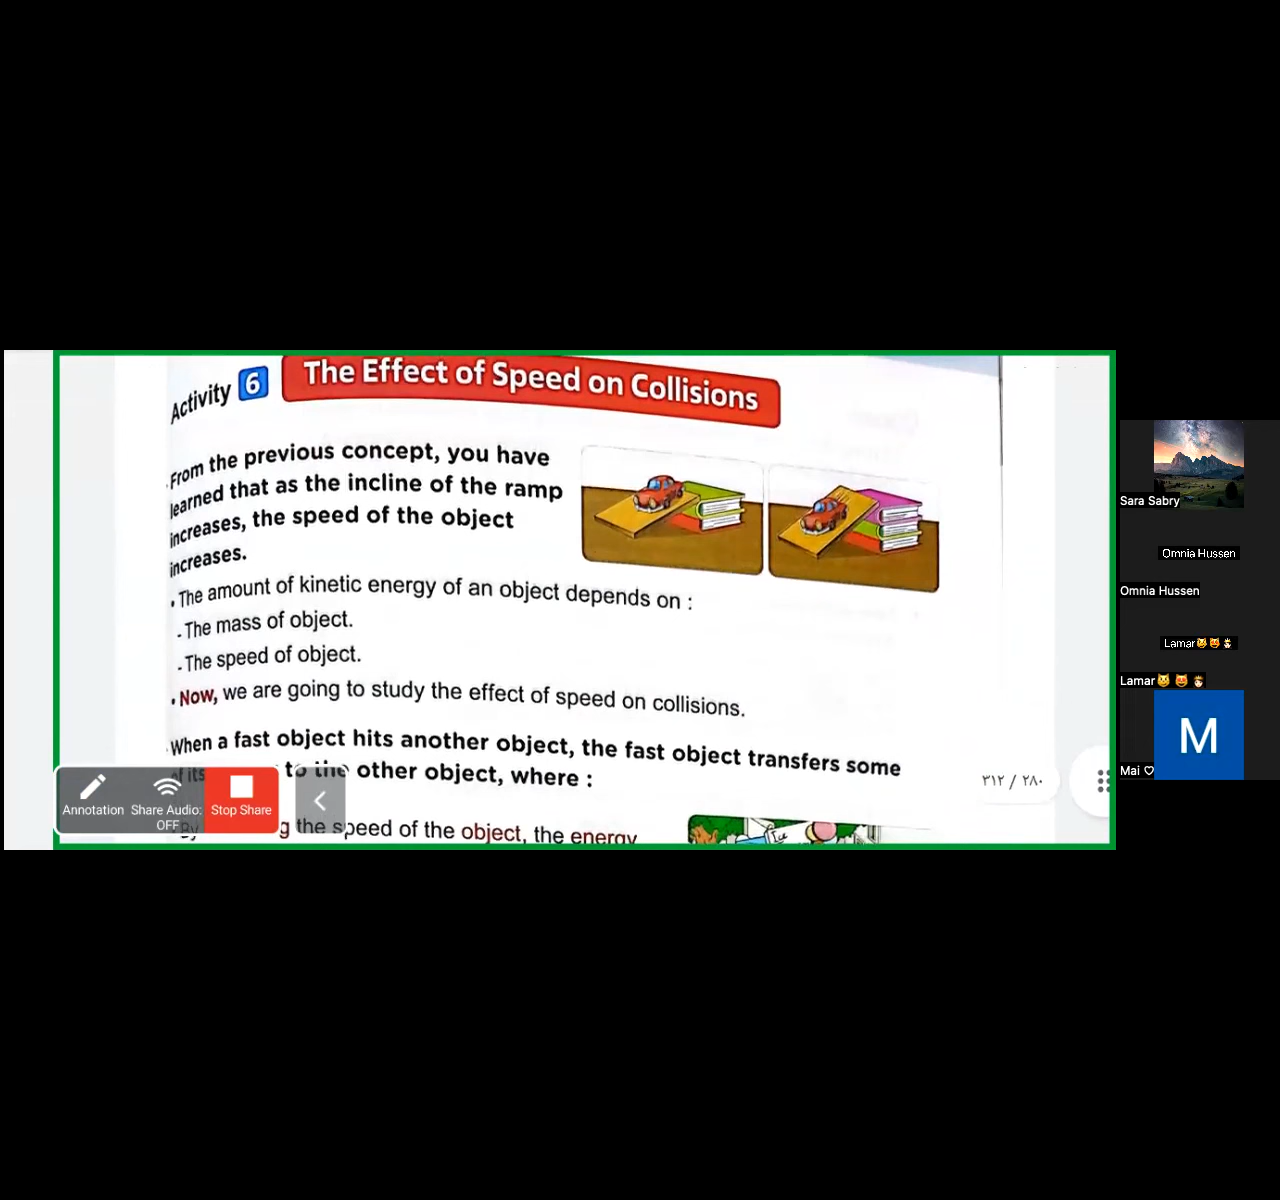 Activity 6 The Effect of Speed on Collisions
From the previous concept, you have
learned that as the incline of the ramp
increases, the speed of the object
increases.
• The amount of kinetic energy of an object depends on :
- The mass of object.
- The speed of object.
• Now, we are going to study the effect of speed on collisions.
When a fast object hits another object, the fast object transfers some
of its to the other object, where :
the speed of the object, the energy
Annotation
Share Audio: OFF
Stop Share
٣١٢ / ٢٨٠
Sara Sabry
Omnia Hussen
Omnia Hussen
Lamar😼😻👸🏻
Lamar😼😻👸🏻
M
Mai ♡